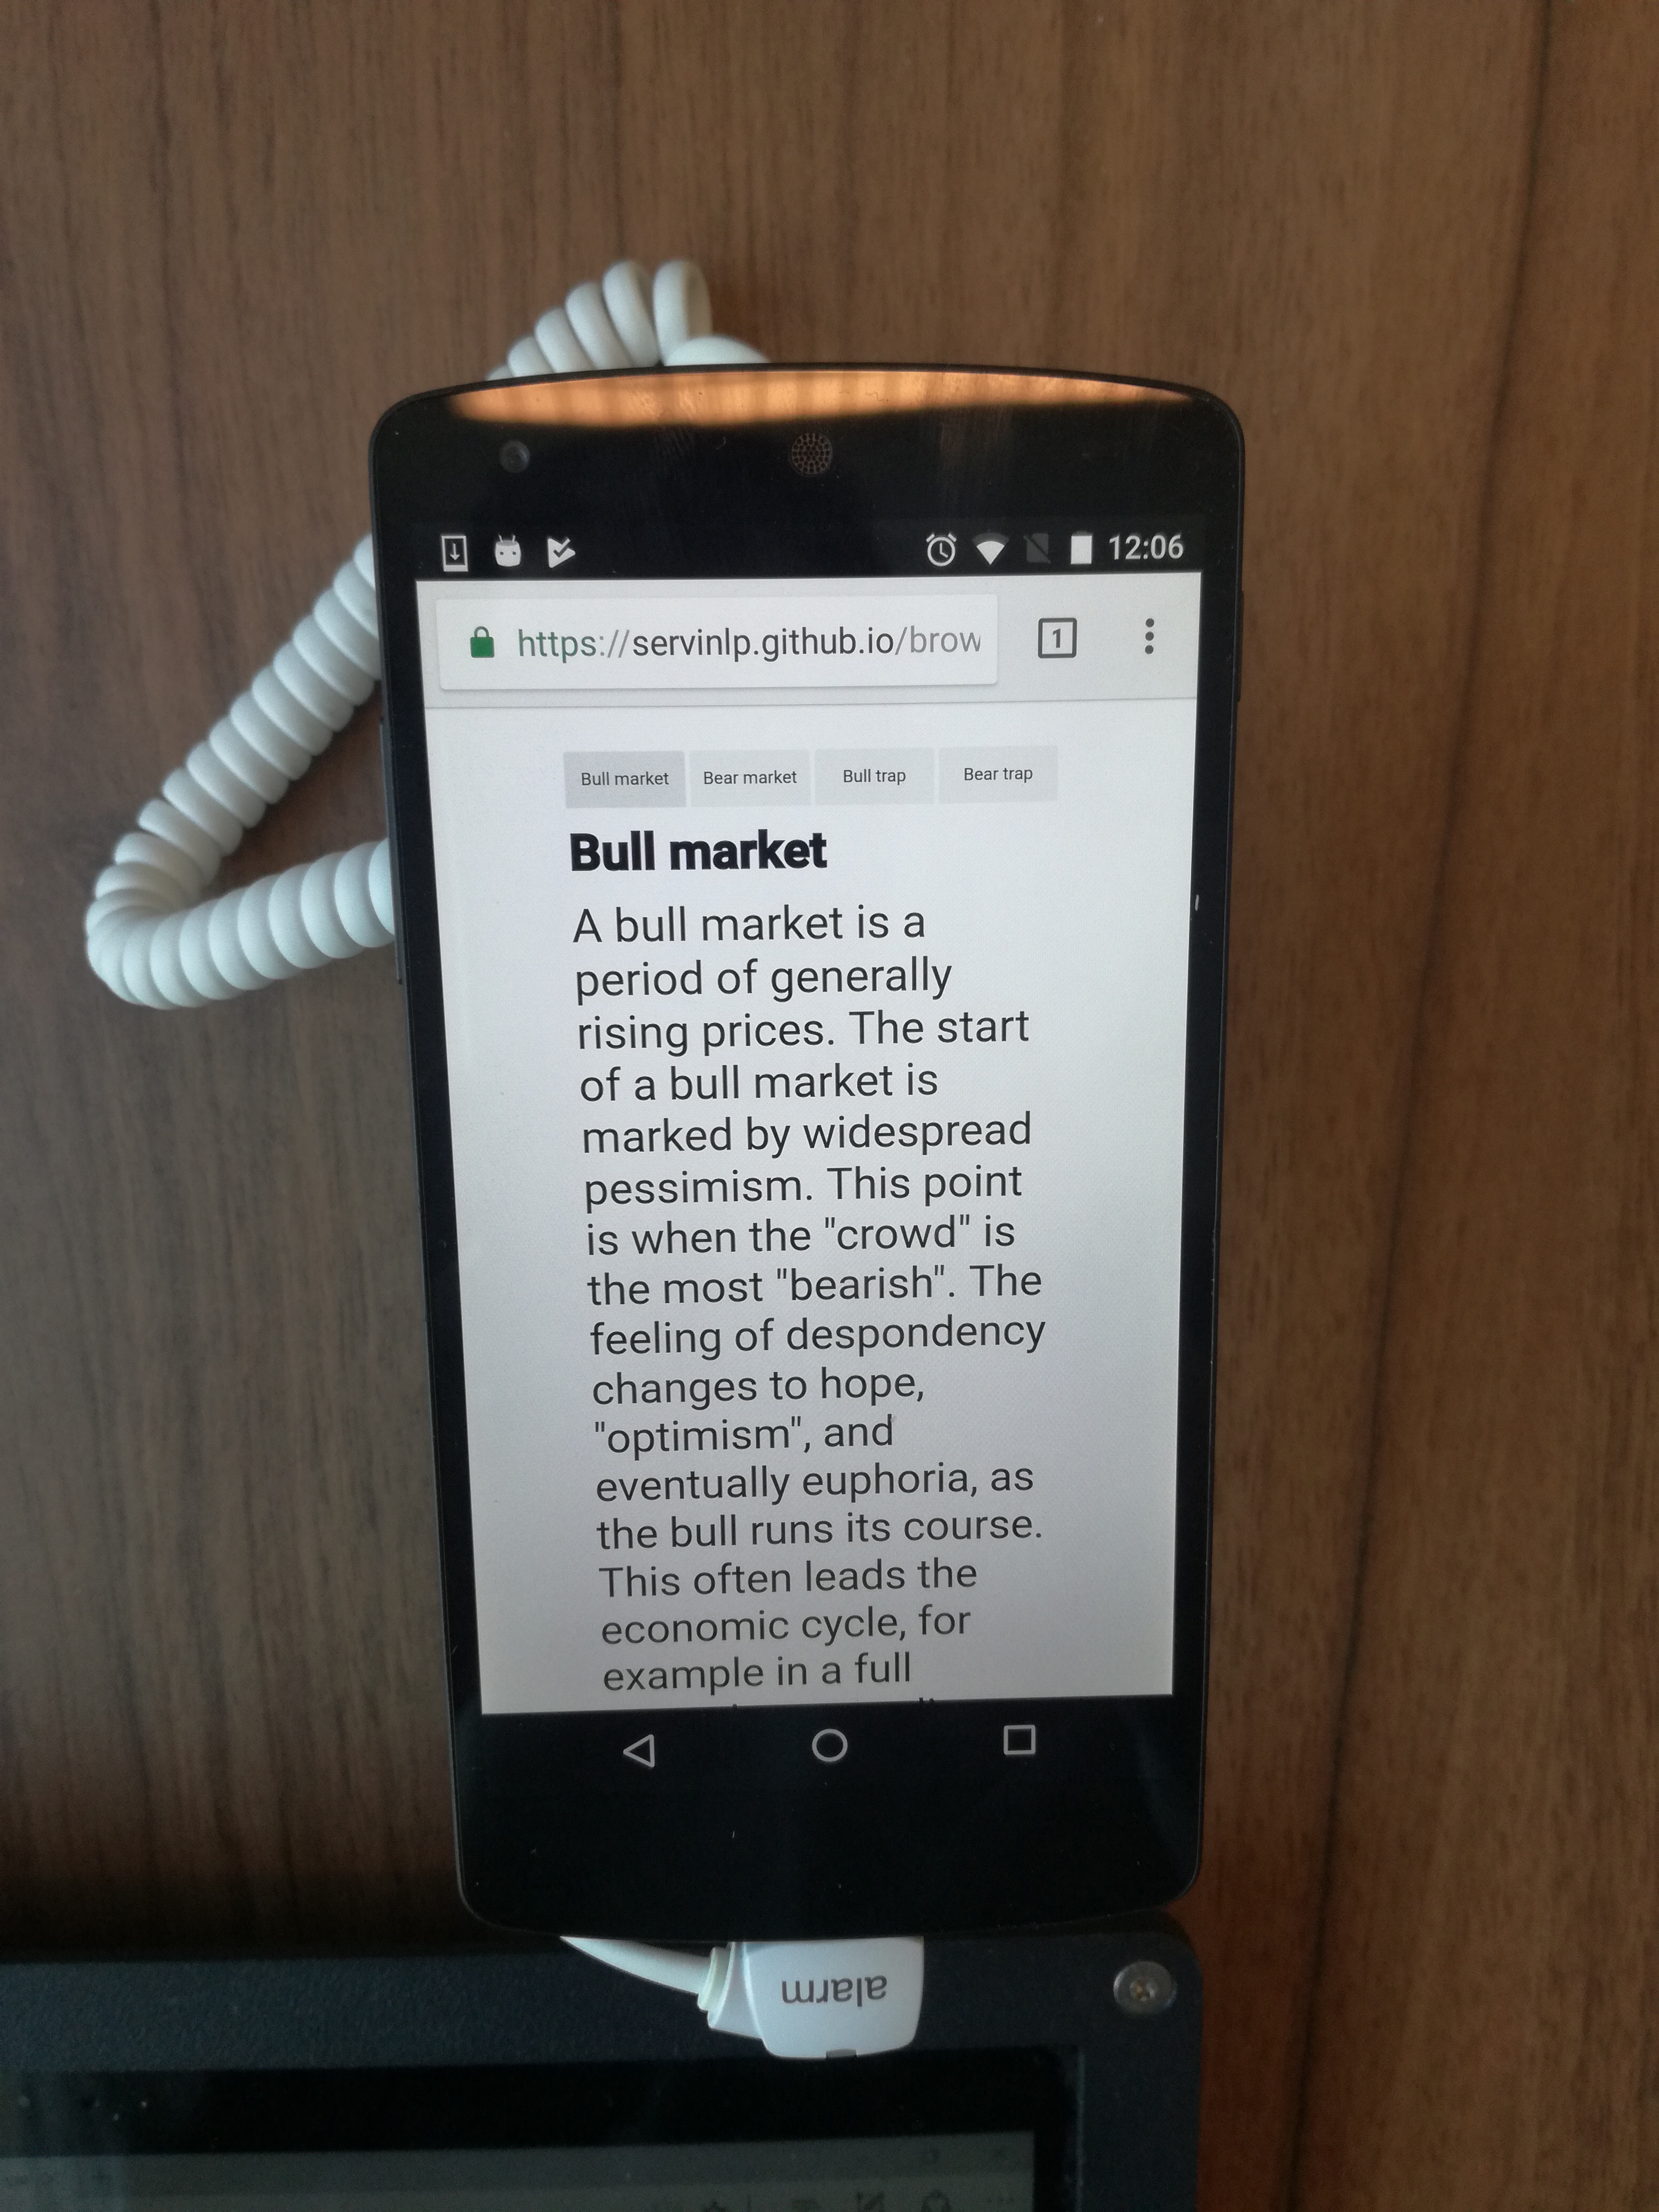 12:06
https://servinlp.github.io/brow
1
Bull market Bear market Bull trap Bear trap
Bull market
A bull market is a
period of generally
rising prices. The start
of a bull market is
marked by widespread
pessimism. This point
is when the "crowd" is
the most "bearish". The
feeling of despondency
changes to hope,
"optimism", and
eventually euphoria, as
the bull runs its course.
This often leads the
economic cycle, for
example in a full
alarm